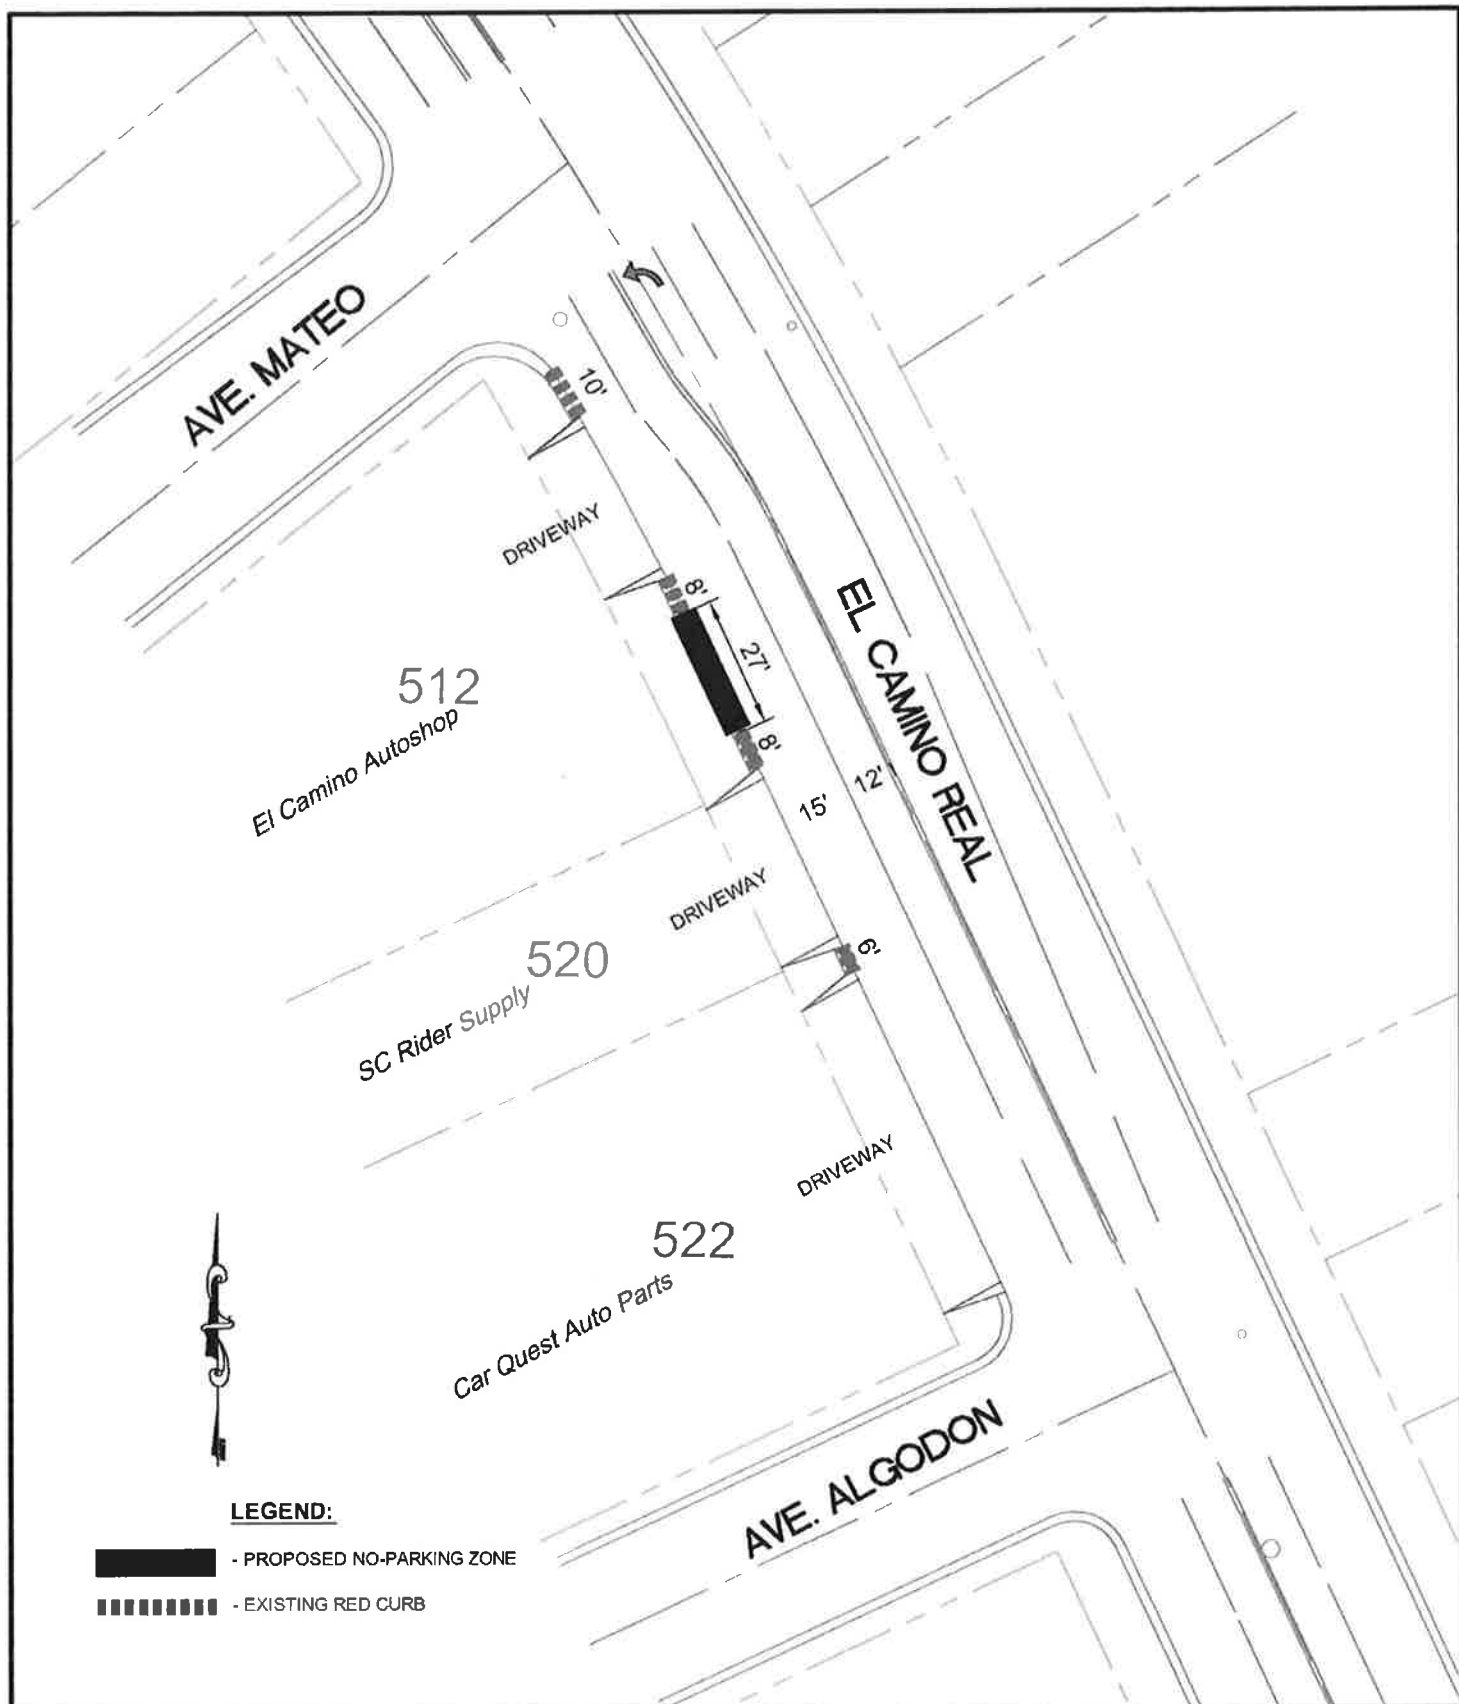 AVE. MATEO
10'
DRIVEWAY
8'
27'
8'
EL CAMINO REAL
512
El Camino Autoshop
15'
12'
DRIVEWAY
6'
520
SC Rider Supply
DRIVEWAY
522
Car Quest Auto Parts
AVE. ALGODON
LEGEND:
- PROPOSED NO-PARKING ZONE
- EXISTING RED CURB